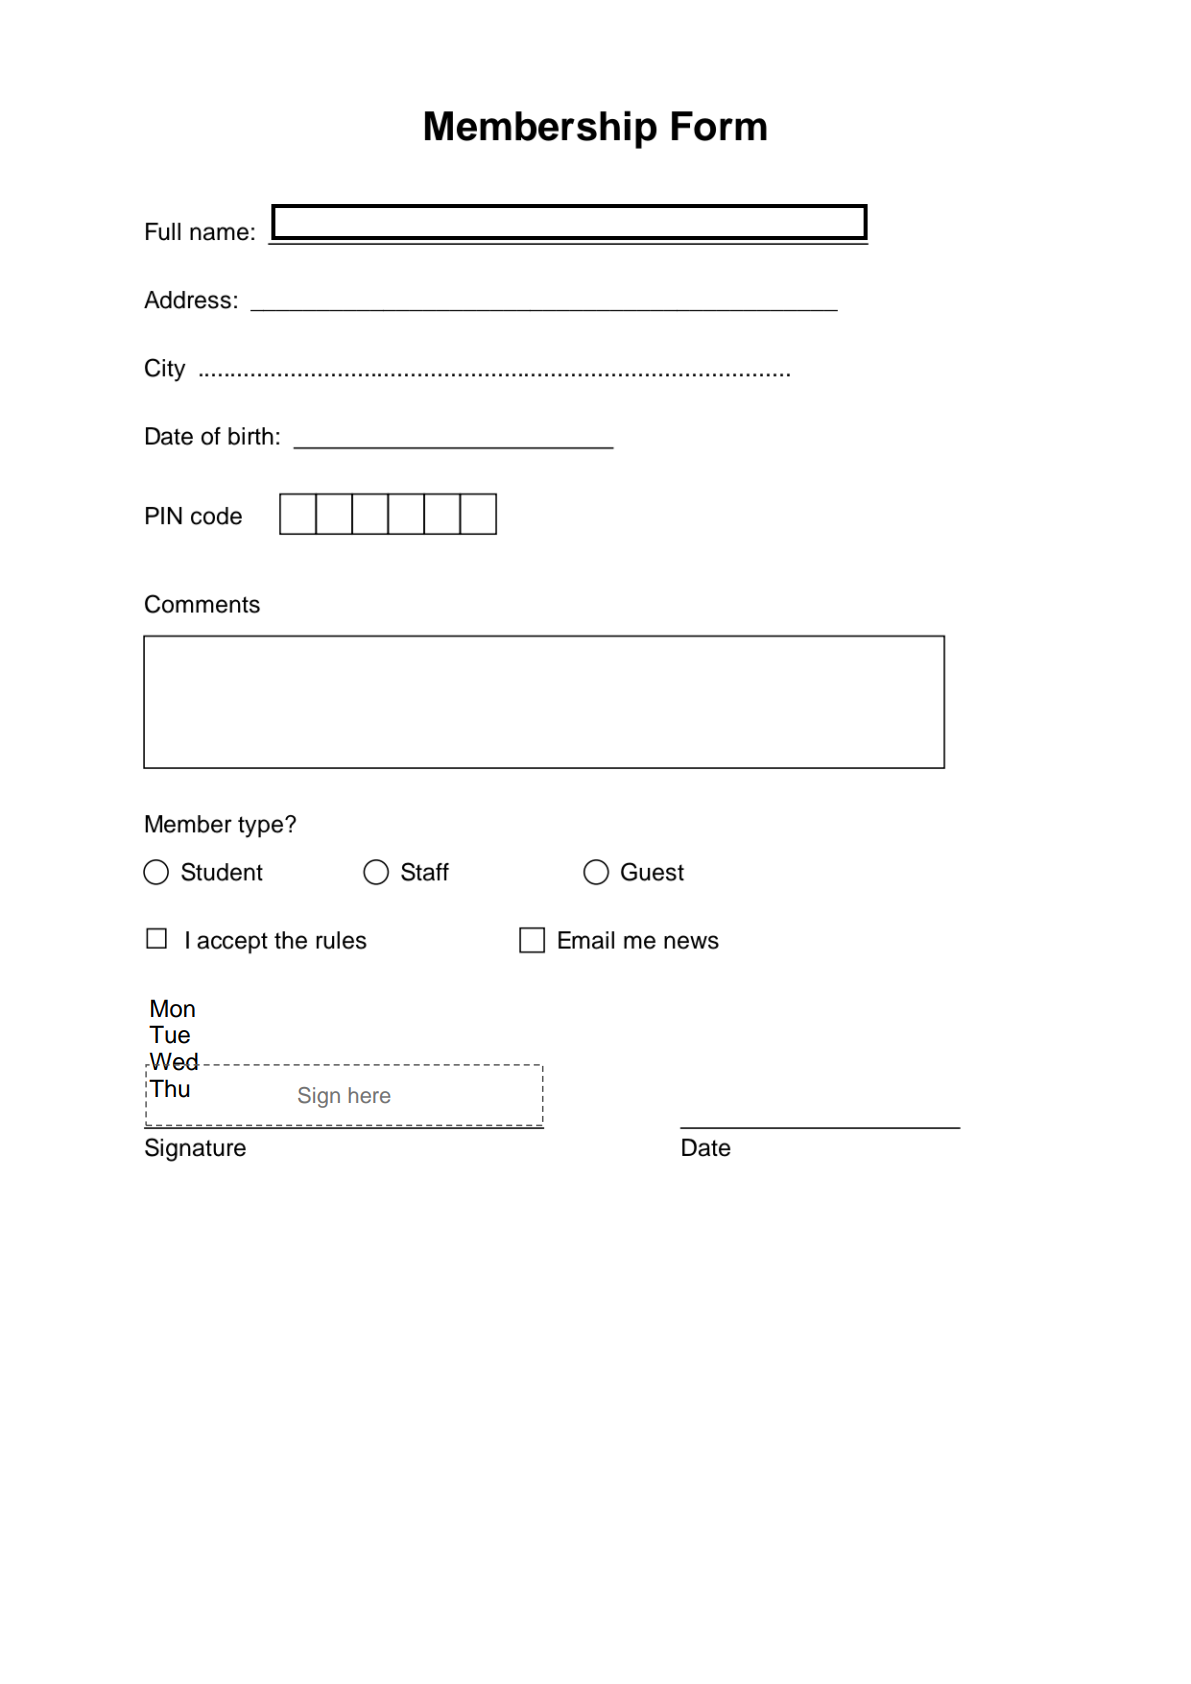 Membership Form
Full name:
Address: ____________________________________________
City ............................................................................................
Date of birth:
PIN code
Comments
Member type?
Student Staff Guest
I accept the rules Email me news
Mon
Tue
Wed
Thu
Sign here
Signature Date